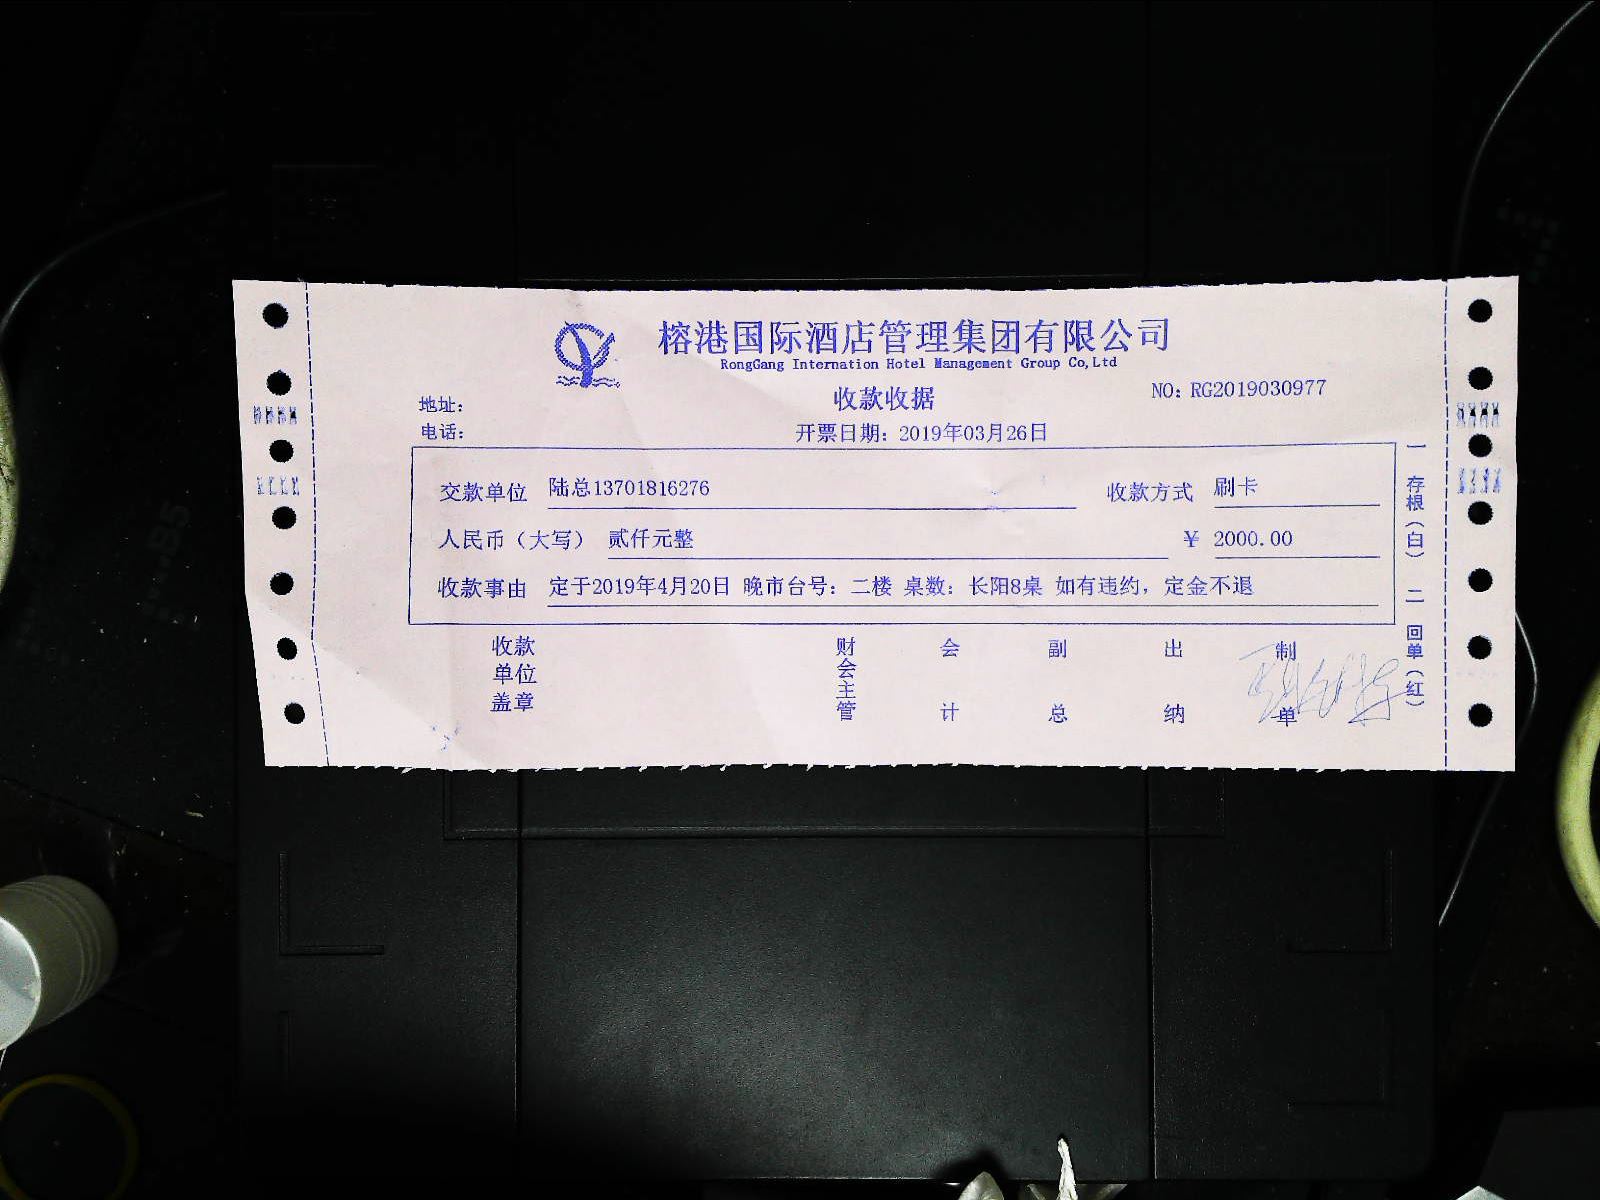 榕港国际酒店管理集团有限公司
RongGang Internation Hotel Management Group Co,Ltd
收款收据
NO: RG2019030977
地址:
电话:
开票日期: 2019年03月26日
交款单位 陆总13701816276 收款方式 刷卡
人民币（大写） 贰仟元整 ￥ 2000.00
收款事由 定于2019年4月20日 晚市台号: 二楼 桌数: 长阳8桌 如有违约, 定金不退
收款单位盖章 财会主管 会计 副总 出纳 制单
一 存根（白） 二 回单（红）